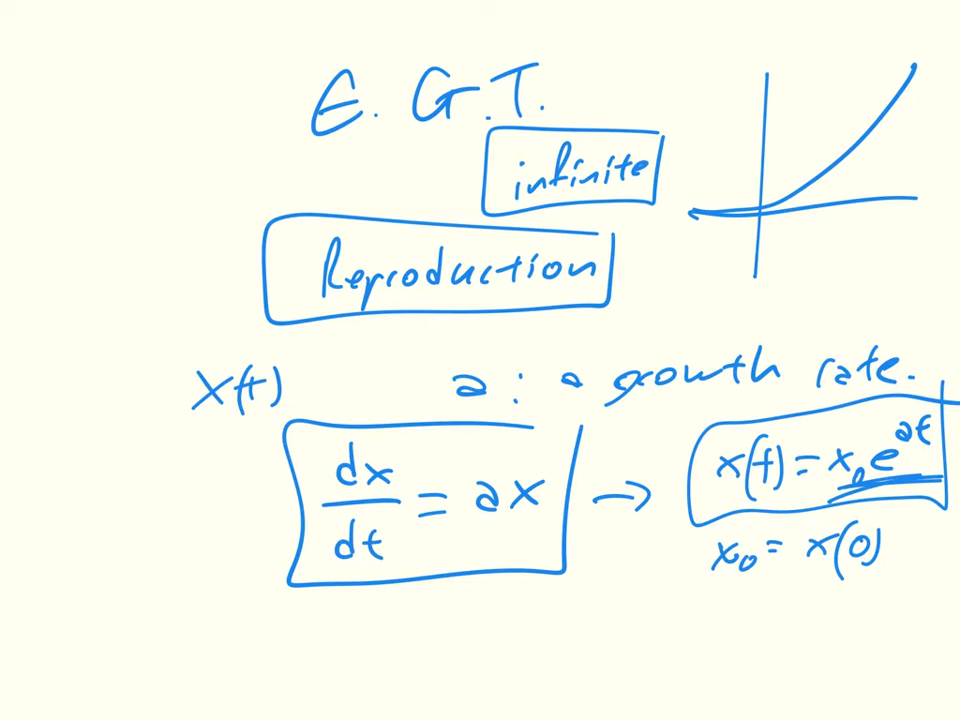 E. G.T.
infinite
Reproduction
x(t) a : a growth rate.
dx/dt = ax → x(t) = x₀e^{at}
x₀ = x(0)